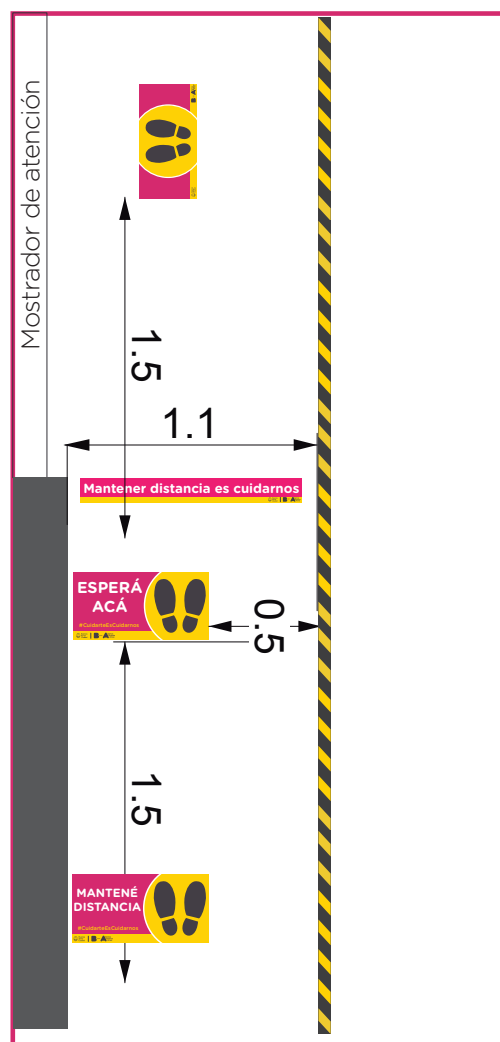 Mostrador de atención
1.5
1.1
Mantener distancia es cuidarnos
ESPERÁ
ACÁ
#CuidarteEsCuidarnos
0.5
1.5
MANTENÉ
DISTANCIA
#CuidarteEsCuidarnos